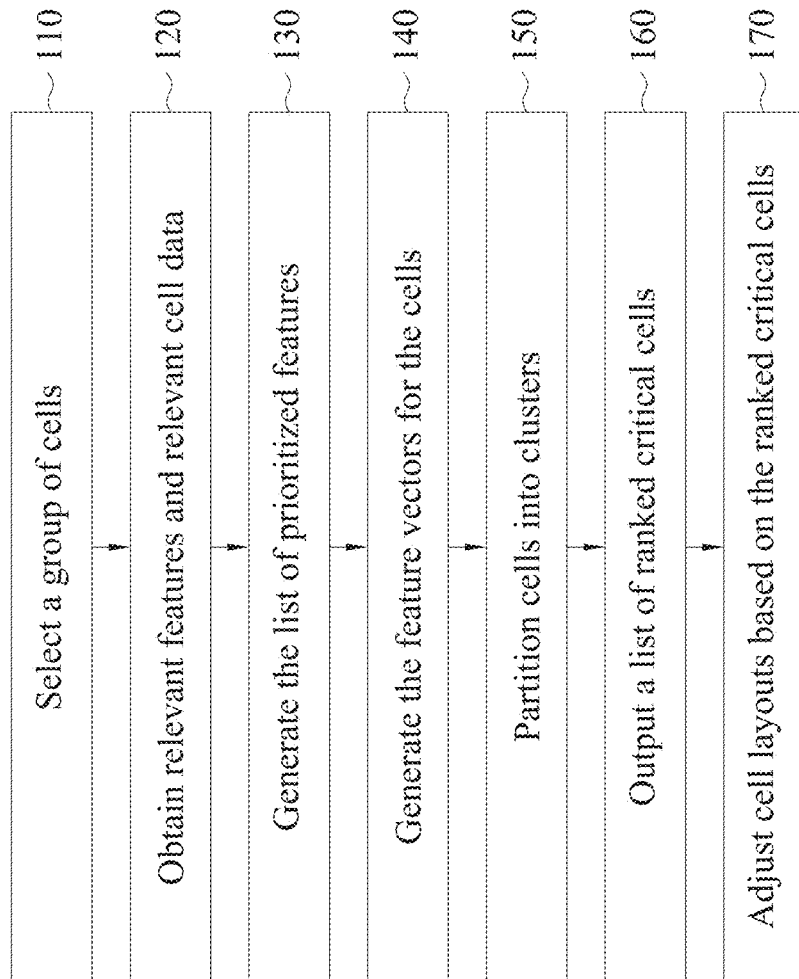 Select a group of cells 110
Obtain relevant features and relevant cell data 120
Generate the list of prioritized features 130
Generate the feature vectors for the cells 140
Partition cells into clusters 150
Output a list of ranked critical cells 160
Adjust cell layouts based on the ranked critical cells 170